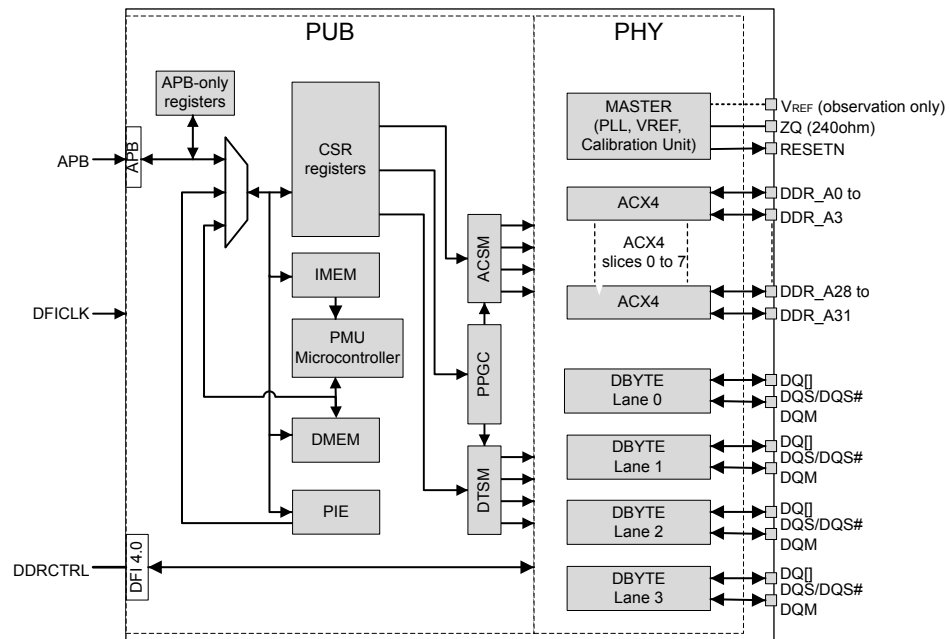 PUB
PHY
APB-only
registers
APB
APB
CSR
registers
IMEM
PMU
Microcontroller
DMEM
PIE
DFICLK
DDRCTRL
DFI 4.0
ACSM
PPGC
DTSM
MASTER
(PLL, VREF,
Calibration Unit)
VREF (observation only)
ZQ (240ohm)
RESETN
ACX4
DDR_A0 to
DDR_A3
ACX4
slices 0 to 7
ACX4
DDR_A28 to
DDR_A31
DBYTE
Lane 0
DQ[]
DQS/DQS#
DQM
DBYTE
Lane 1
DQ[]
DQS/DQS#
DQM
DBYTE
Lane 2
DQ[]
DQS/DQS#
DQM
DBYTE
Lane 3
DQ[]
DQS/DQS#
DQM